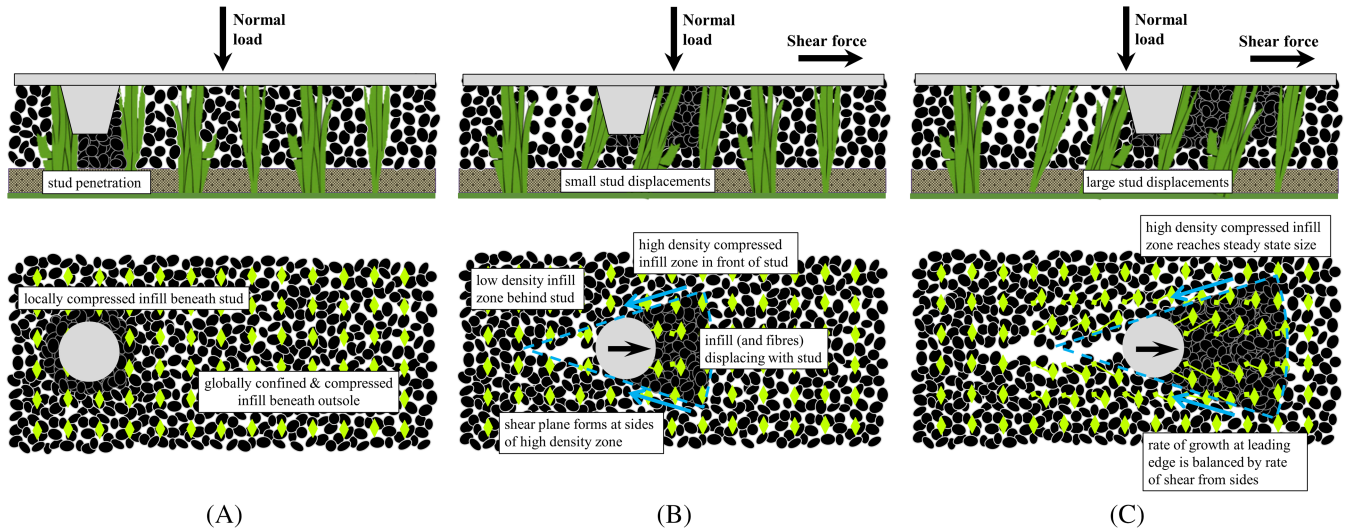 Normal
load
stud penetration
locally compressed infill beneath stud
globally confined & compressed
infill beneath outsole
(A)
Normal
load
Shear force
small stud displacements
high density compressed
infill zone in front of stud
low density infill
zone behind stud
infill (and fibres)
displacing with stud
shear plane forms at sides
of high density zone
(B)
Normal
load
Shear force
large stud displacements
high density compressed infill
zone reaches steady state size
rate of growth at leading
edge is balanced by rate
of shear from sides
(C)